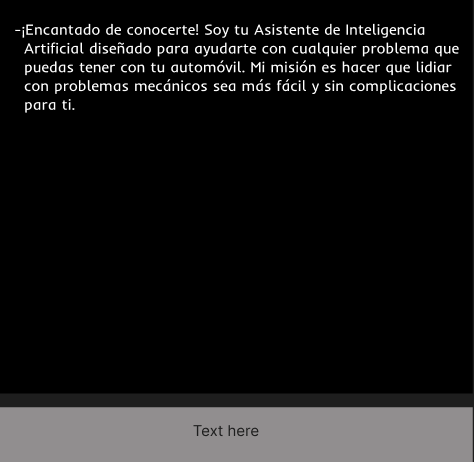 -¡Encantado de conocerte! Soy tu Asistente de Inteligencia
Artificial diseñado para ayudarte con cualquier problema que
puedas tener con tu automóvil. Mi misión es hacer que lidiar
con problemas mecánicos sea más fácil y sin complicaciones
para ti.
Text here